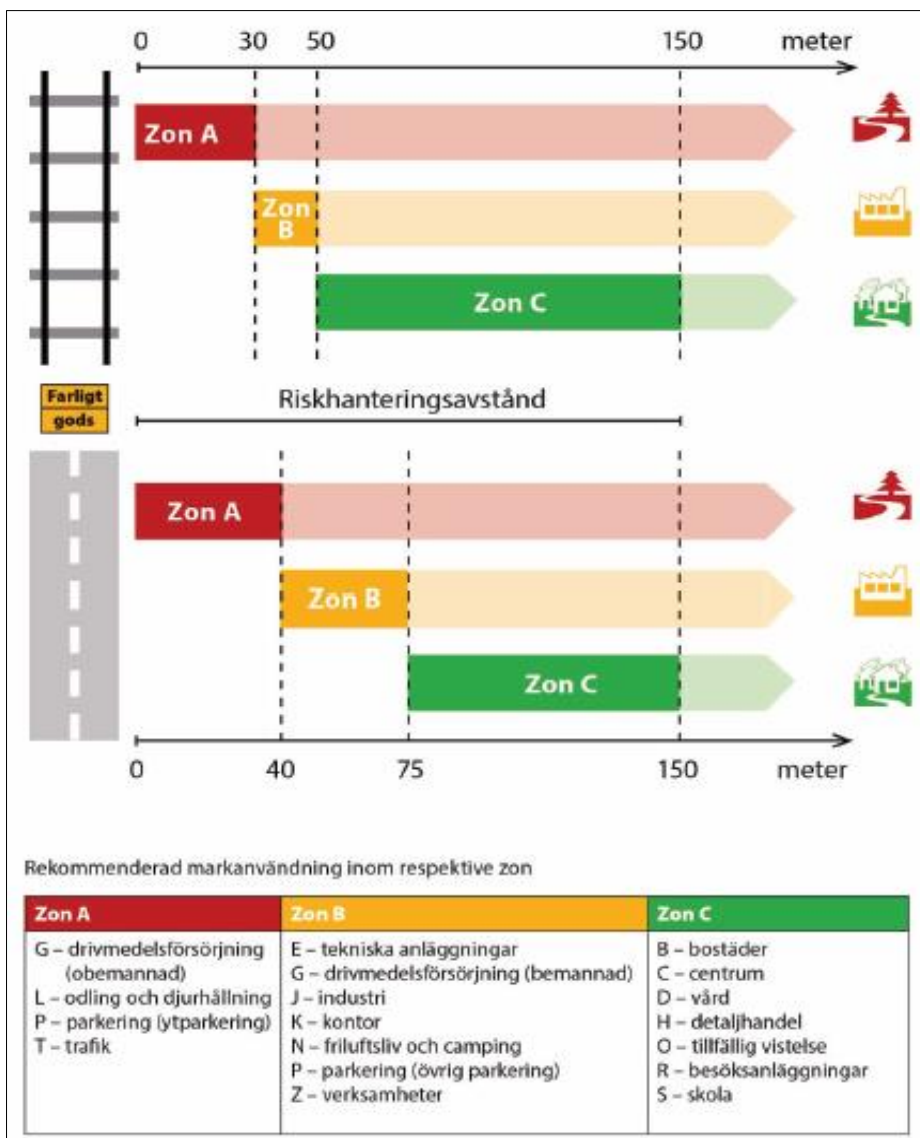 0 30 50 150 meter
Zon A
Zon
B
Zon C
Farligt
gods
Riskhanteringsavstånd
Zon A
Zon B
Zon C
0 40 75 150 meter
Rekommenderad markanvändning inom respektive zon
Zon A
G – drivmedelsförsörjning
(obemannad)
L – odling och djurhållning
P – parkering (ytparkering)
T – trafik
Zon B
E – tekniska anläggningar
G – drivmedelsförsörjning (bemannad)
J – industri
K – kontor
N – friluftsliv och camping
P – parkering (övrig parkering)
Z – verksamheter
Zon C
B – bostäder
C – centrum
D – vård
H – detaljhandel
O – tillfällig vistelse
R – besöksanläggningar
S – skola